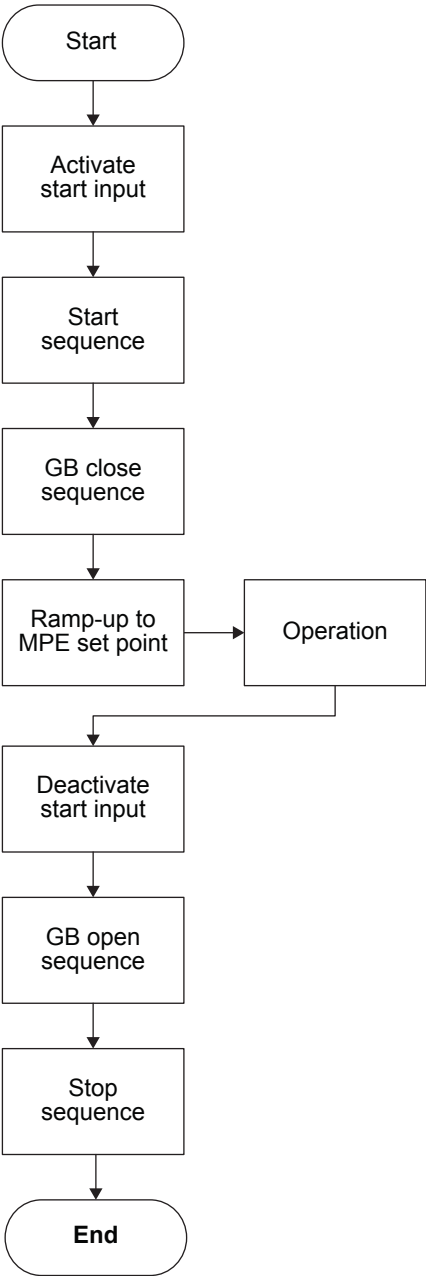 Start
Activate
start input
Start
sequence
GB close
sequence
Ramp-up to
MPE set point
Operation
Deactivate
start input
GB open
sequence
Stop
sequence
End